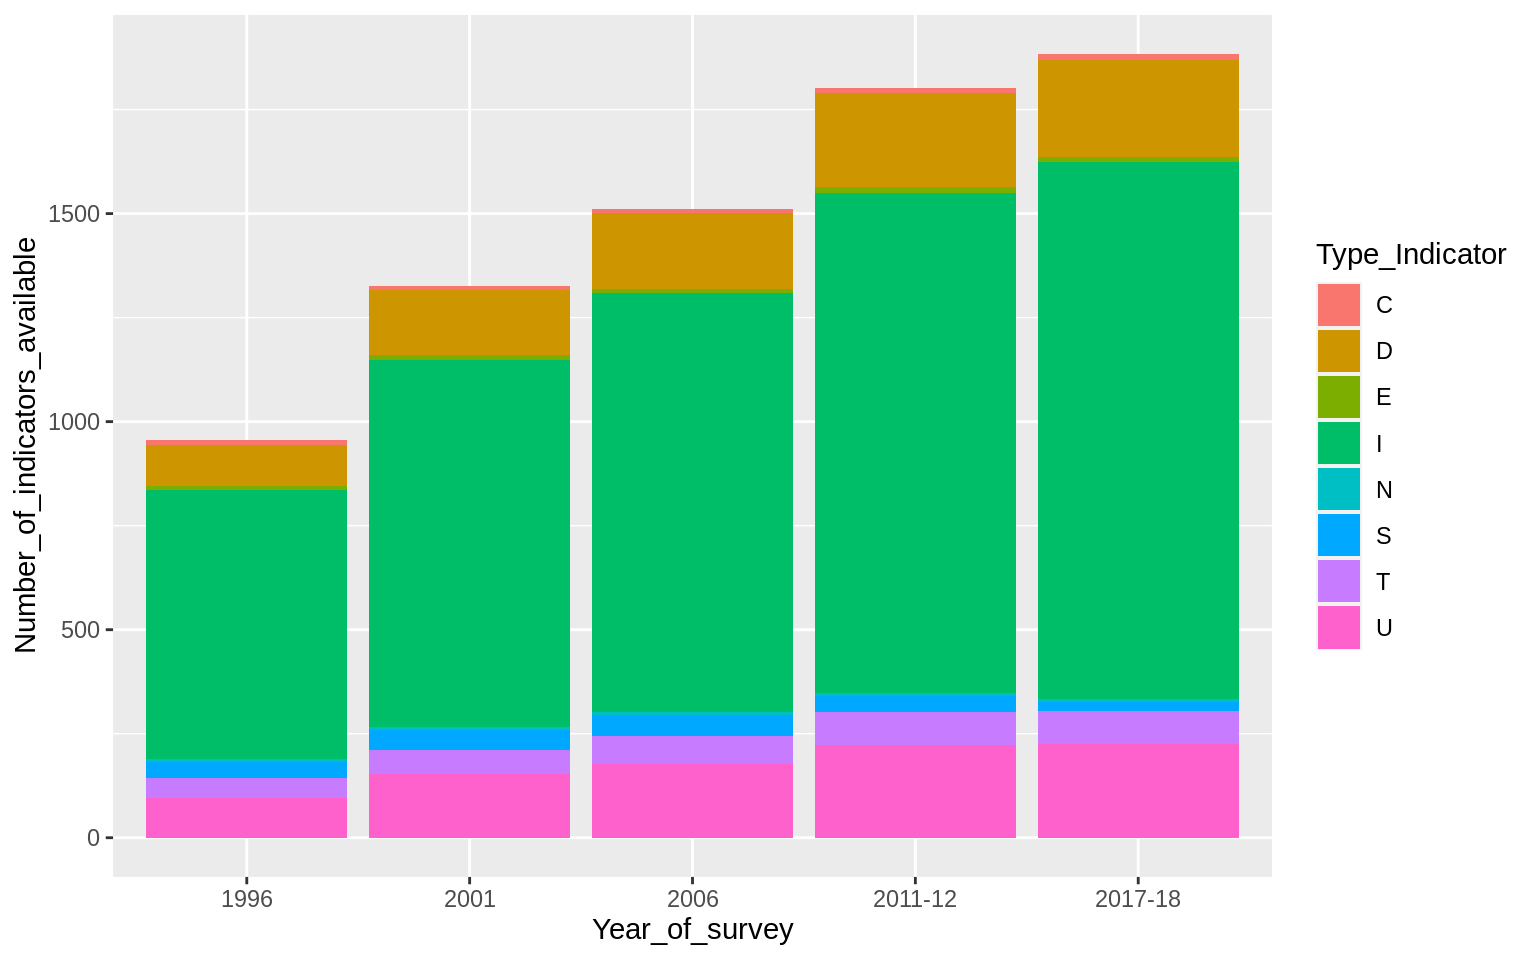 Number_of_indicators_available
1500
1000
500
0
1996 2001 2006 2011-12 2017-18
Year_of_survey
Type_Indicator
C
D
E
I
N
S
T
U